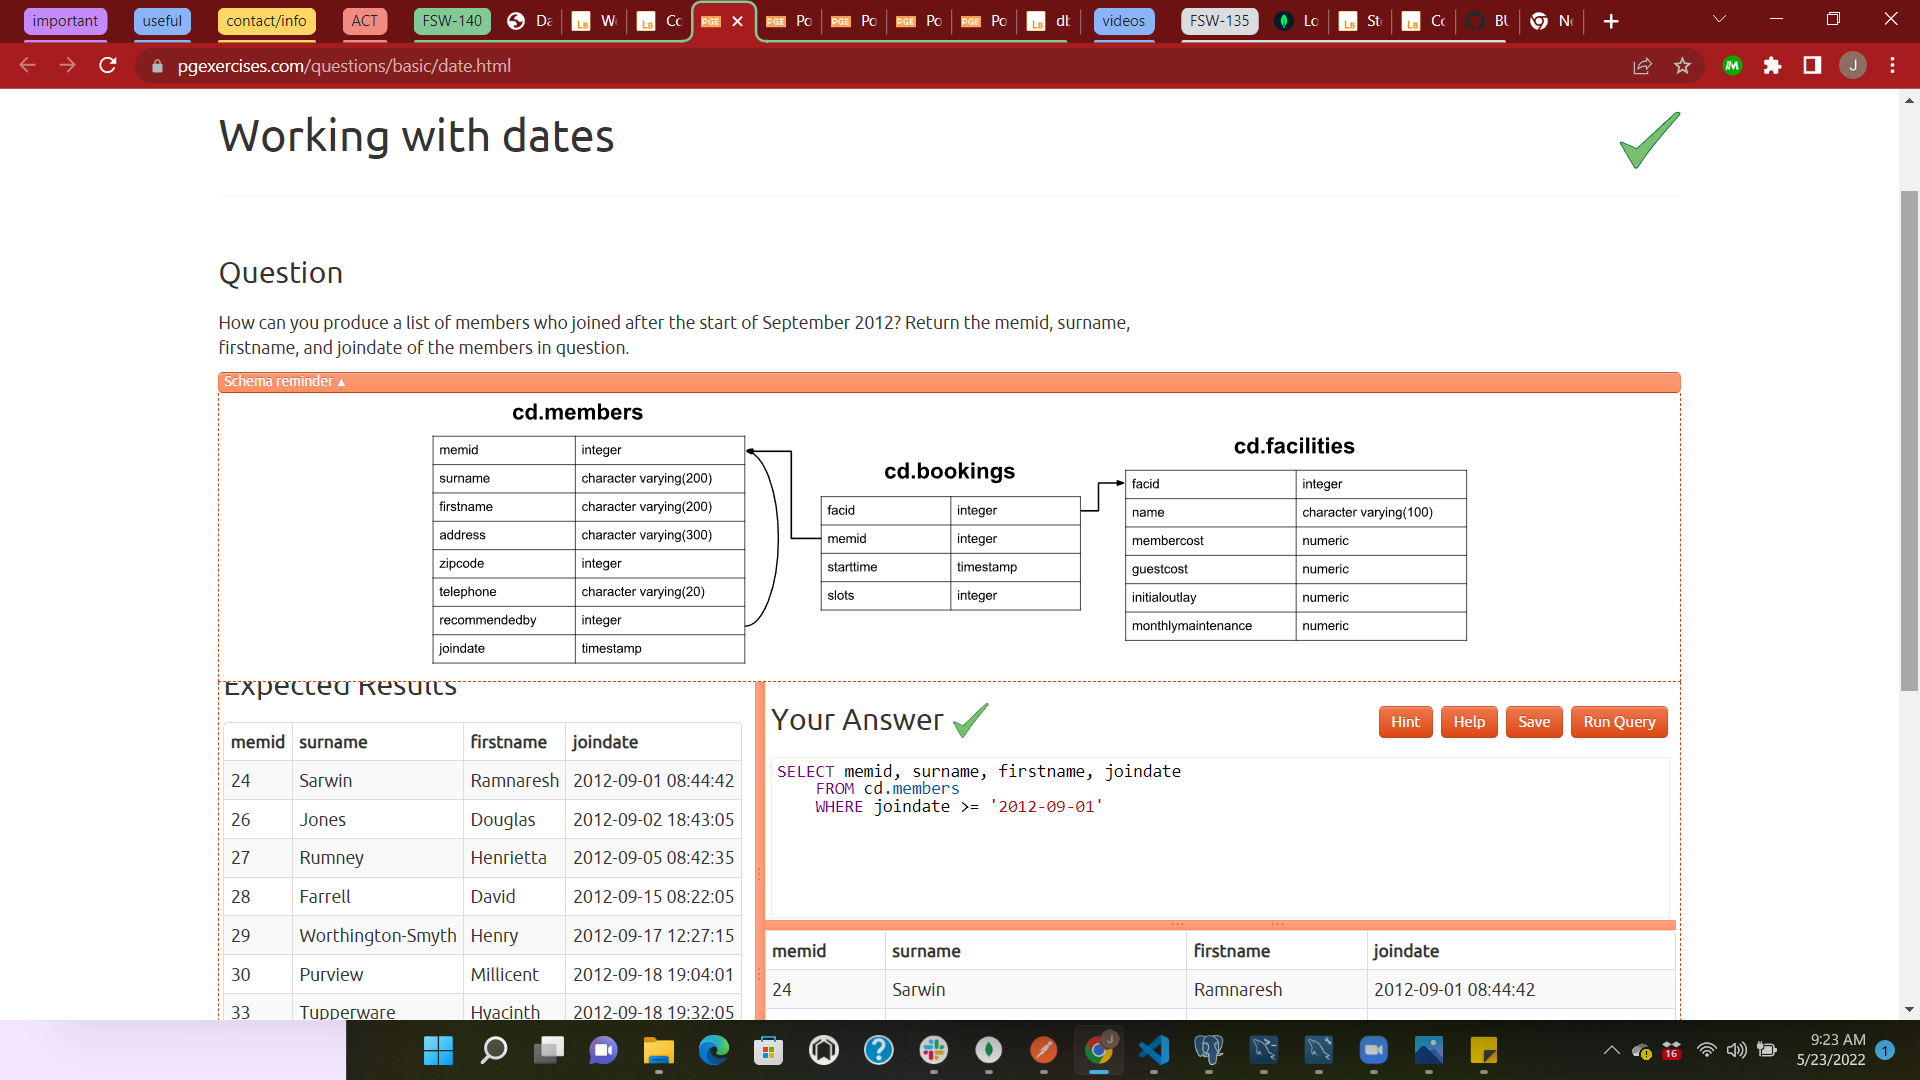 important
useful
contact/info
ACT
FSW-140
Da
W
Cc
PGE
PGE Po
PGE Po
PGE Po
PGE Po
dt
videos
FSW-135
Lo
St
Cc
BL
N
pgexercises.com/questions/basic/date.html
J
Working with dates
Question
How can you produce a list of members who joined after the start of September 2012? Return the memid, surname,
firstname, and joindate of the members in question.
Schema reminder ▴
cd.members
memid integer
surname character varying(200)
firstname character varying(200)
address character varying(300)
zipcode integer
telephone character varying(20)
recommendedby integer
joindate timestamp
cd.bookings
facid integer
memid integer
starttime timestamp
slots integer
cd.facilities
facid integer
name character varying(100)
membercost numeric
guestcost numeric
initialoutlay numeric
monthlymaintenance numeric
Expected Results
memid surname firstname joindate
24 Sarwin Ramnaresh 2012-09-01 08:44:42
26 Jones Douglas 2012-09-02 18:43:05
27 Rumney Henrietta 2012-09-05 08:42:35
28 Farrell David 2012-09-15 08:22:05
29 Worthington-Smyth Henry 2012-09-17 12:27:15
30 Purview Millicent 2012-09-18 19:04:01
33 Tupperware Hyacinth 2012-09-18 19:32:05
Your Answer
Hint
Help
Save
Run Query
SELECT memid, surname, firstname, joindate
FROM cd.members
WHERE joindate >= '2012-09-01'
memid surname firstname joindate
24 Sarwin Ramnaresh 2012-09-01 08:44:42
16
9:23 AM
5/23/2022
1